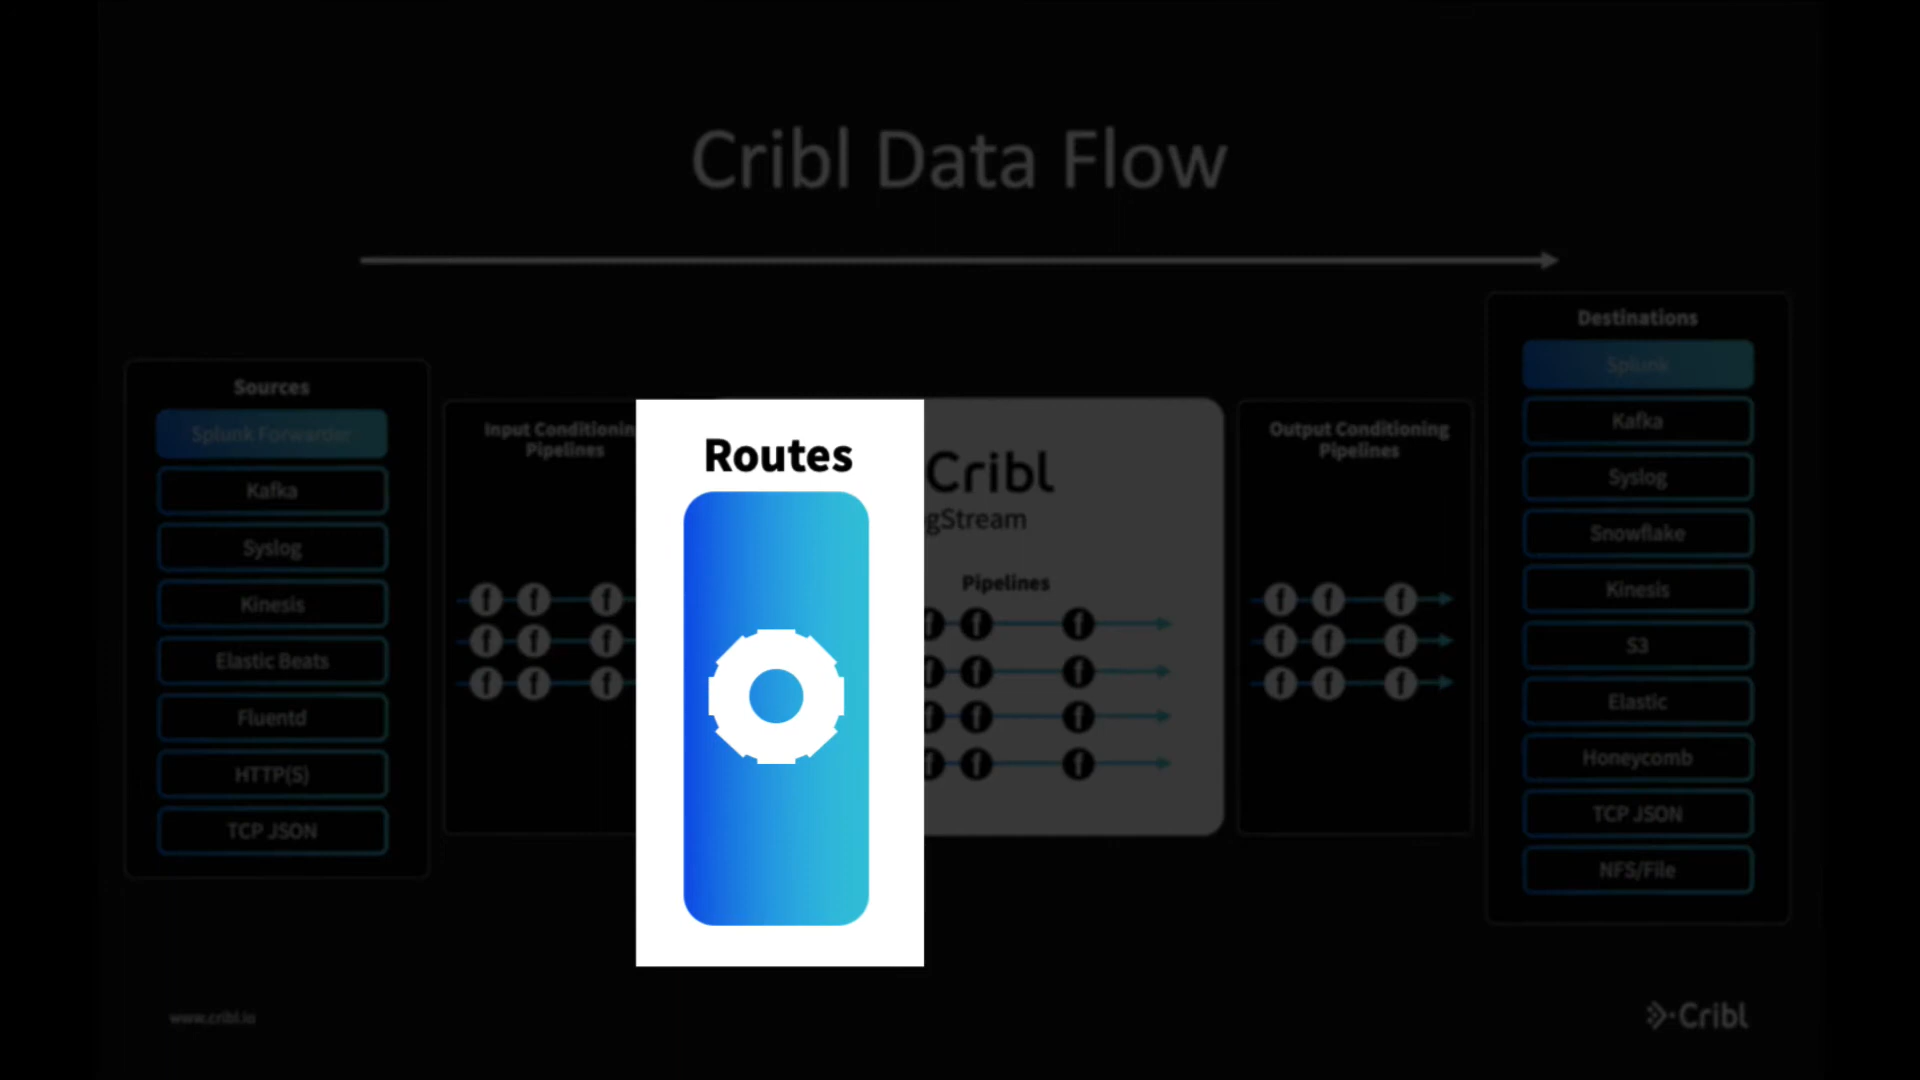 Cribl Data Flow
Sources
Splunk Forwarder
Kafka
Syslog
Kinesis
Elastic Beats
Fluentd
HTTP(S)
TCP JSON
Input Conditionin
Pipelines
f f f
f f f
f f f
Routes
Cribl
gStream
Pipelines
f f f
f f f
f f f
f f f
Output Conditioning
Pipelines
f f f
f f f
f f f
Destinations
Splunk
Kafka
Syslog
Snowflake
Kinesis
S3
Elastic
Honeycomb
TCP JSON
NFS/File
www.cribl.io
Cribl